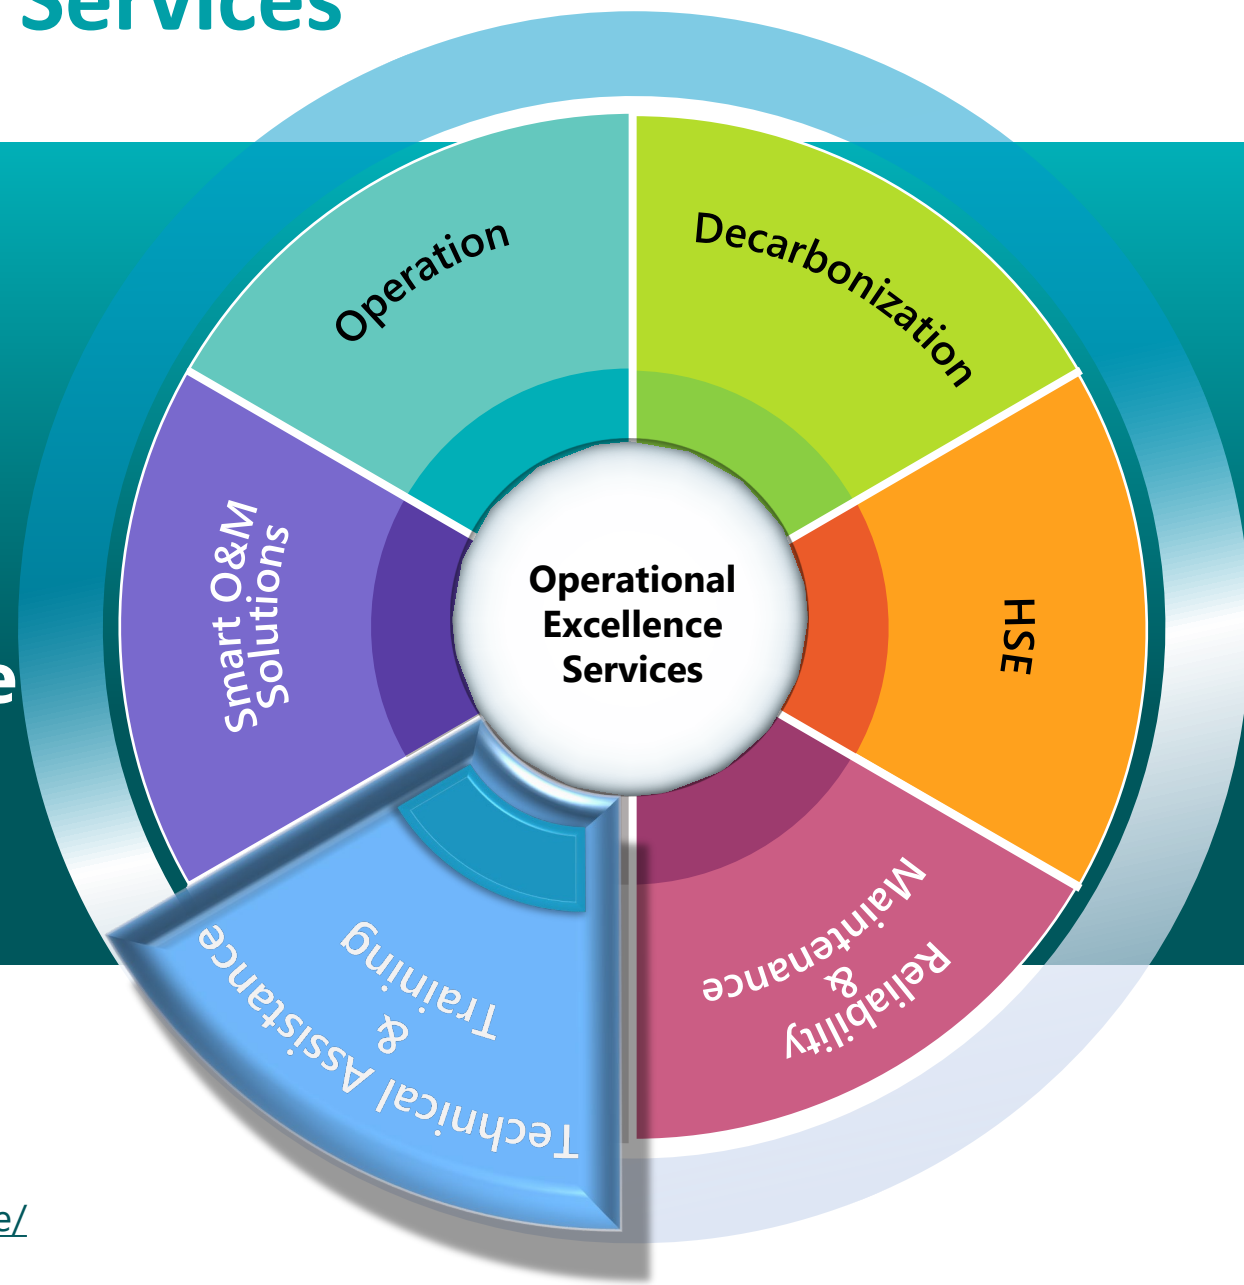 Services
Operation
Decarbonization
HSE
Reliability
&
Maintenance
Technical Assistance
&
Training
Smart O&M
Solutions
Operational
Excellence
Services
e
e/